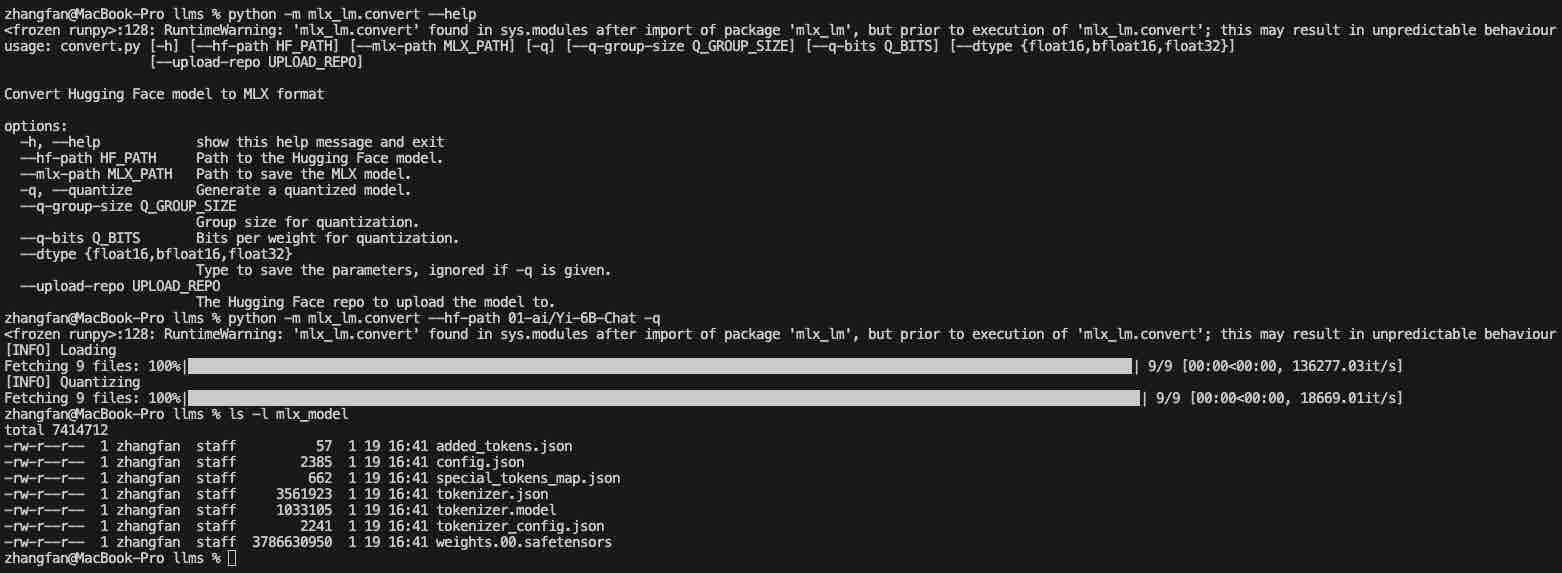 zhangfan@MacBook-Pro llms % python -m mlx_lm.convert --help
<frozen runpy>:128: RuntimeWarning: 'mlx_lm.convert' found in sys.modules after import of package 'mlx_lm', but prior to execution of 'mlx_lm.convert'; this may result in unpredictable behaviour
usage: convert.py [-h] [--hf-path HF_PATH] [--mlx-path MLX_PATH] [-q] [--q-group-size Q_GROUP_SIZE] [--q-bits Q_BITS] [--dtype {float16,bfloat16,float32}]
                  [--upload-repo UPLOAD_REPO]

Convert Hugging Face model to MLX format

options:
  -h, --help            show this help message and exit
  --hf-path HF_PATH     Path to the Hugging Face model.
  --mlx-path MLX_PATH   Path to save the MLX model.
  -q, --quantize        Generate a quantized model.
  --q-group-size Q_GROUP_SIZE
                        Group size for quantization.
  --q-bits Q_BITS       Bits per weight for quantization.
  --dtype {float16,bfloat16,float32}
                        Type to save the parameters, ignored if -q is given.
  --upload-repo UPLOAD_REPO
                        The Hugging Face repo to upload the model to.
zhangfan@MacBook-Pro llms % python -m mlx_lm.convert --hf-path 01-ai/Yi-6B-Chat -q
<frozen runpy>:128: RuntimeWarning: 'mlx_lm.convert' found in sys.modules after import of package 'mlx_lm', but prior to execution of 'mlx_lm.convert'; this may result in unpredictable behaviour
[INFO] Loading
Fetching 9 files: 100%| | 9/9 [00:00<00:00, 136277.03it/s]
[INFO] Quantizing
Fetching 9 files: 100%| | 9/9 [00:00<00:00, 18669.01it/s]
zhangfan@MacBook-Pro llms % ls -l mlx_model
total 7414712
-rw-r--r--  1 zhangfan  staff          57  1 19 16:41 added_tokens.json
-rw-r--r--  1 zhangfan  staff        2385  1 19 16:41 config.json
-rw-r--r--  1 zhangfan  staff         662  1 19 16:41 special_tokens_map.json
-rw-r--r--  1 zhangfan  staff     3561923  1 19 16:41 tokenizer.json
-rw-r--r--  1 zhangfan  staff     1033105  1 19 16:41 tokenizer.model
-rw-r--r--  1 zhangfan  staff        2241  1 19 16:41 tokenizer_config.json
-rw-r--r--  1 zhangfan  staff  3786630950  1 19 16:41 weights.00.safetensors
zhangfan@MacBook-Pro llms %